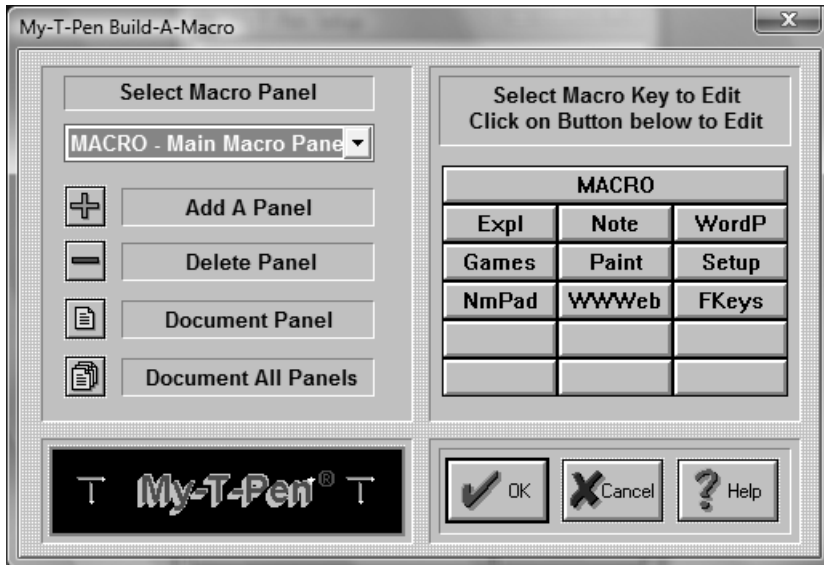 My-T-Pen Build-A-Macro
Select Macro Panel
MACRO - Main Macro Pane
Add A Panel
Delete Panel
Document Panel
Document All Panels
Select Macro Key to Edit
Click on Button below to Edit
MACRO
Expl Note WordP
Games Paint Setup
NmPad WWWeb FKeys
My-T-Pen®
OK Cancel Help